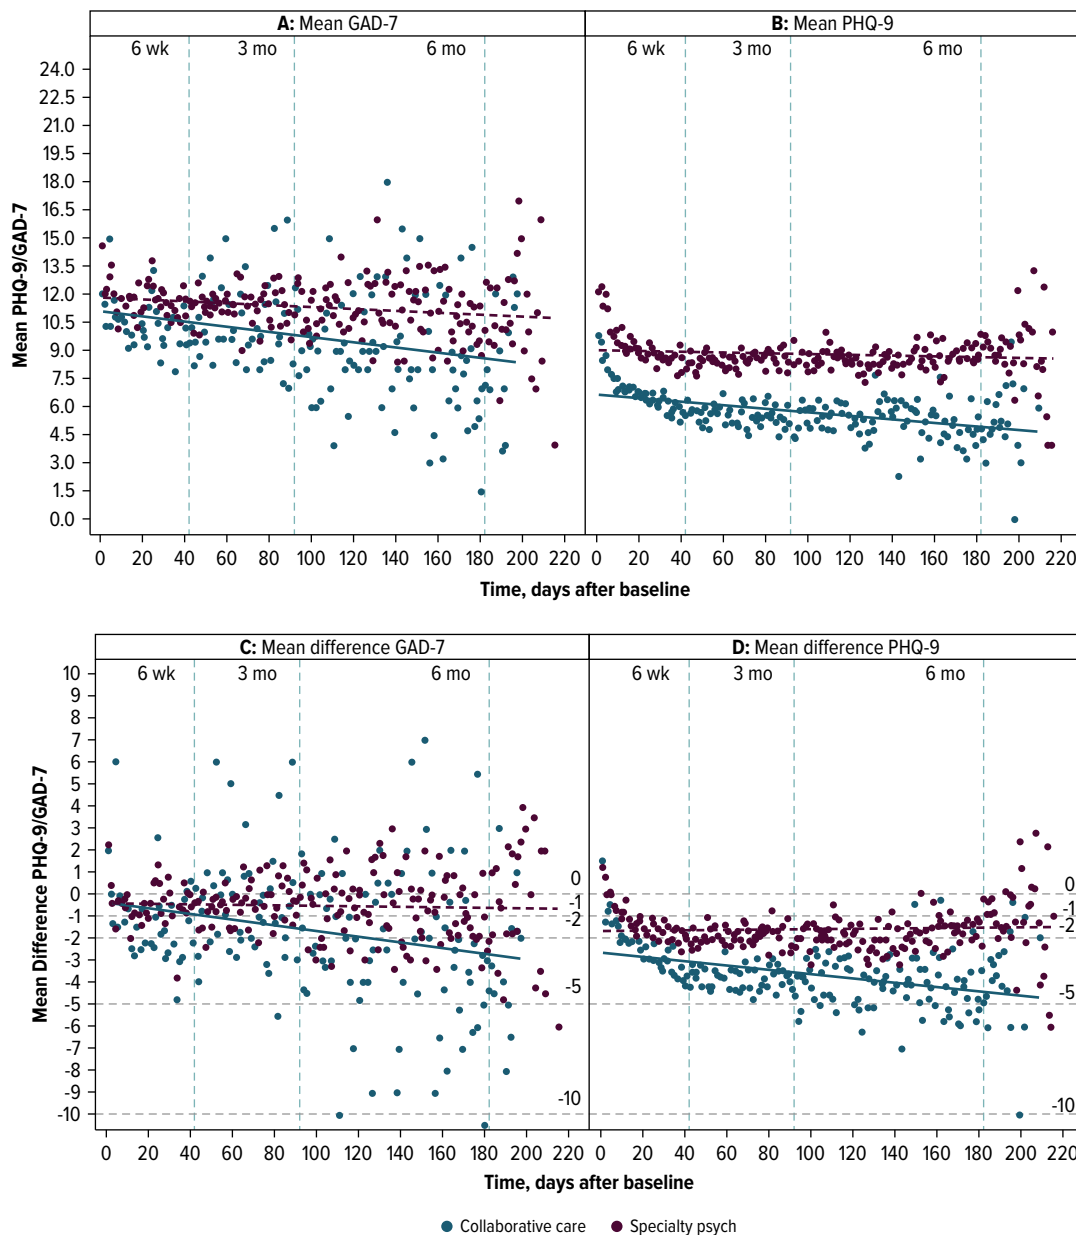 A: Mean GAD-7
B: Mean PHQ-9
6 wk 3 mo 6 mo
6 wk 3 mo 6 mo
24.0
22.5
21.0
19.5
18.0
16.5
15.0
13.5
12.0
10.5
9.0
7.5
6.0
4.5
3.0
1.5
0.0
Mean PHQ-9/GAD-7
0 20 40 60 80 100 120 140 160 180 200 220
0 20 40 60 80 100 120 140 160 180 200 220
Time, days after baseline
C: Mean difference GAD-7
D: Mean difference PHQ-9
6 wk 3 mo 6 mo
6 wk 3 mo 6 mo
10
9
8
7
6
5
4
3
2
1
0
-1
-2
-3
-4
-5
-6
-7
-8
-9
-10
Mean Difference PHQ-9/GAD-7
0
-1
-2
-5
-10
0
-1
-2
-5
-10
0 20 40 60 80 100 120 140 160 180 200 220
0 20 40 60 80 100 120 140 160 180 200 220
Time, days after baseline
Collaborative care Specialty psych